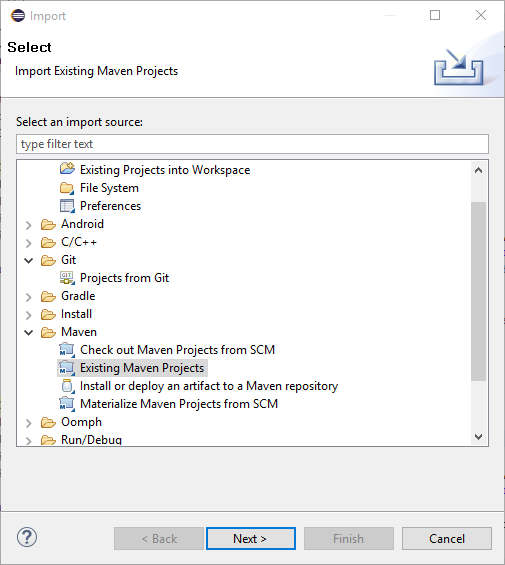 Import
Select
Import Existing Maven Projects
Select an import source:
type filter text
Existing Projects into Workspace
File System
Preferences
Android
C/C++
Git
GIT
Projects from Git
Gradle
Install
Maven
M
Check out Maven Projects from SCM
M
Existing Maven Projects
Install or deploy an artifact to a Maven repository
M
Materialize Maven Projects from SCM
Oomph
Run/Debug
?
< Back
Next >
Finish
Cancel